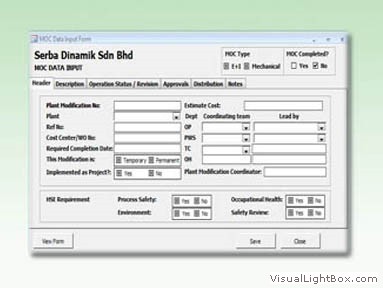 MOC Data Input Form
Serba Dinamik Sdn Bhd
MOC DATA INPUT
MOC Type
E+I Mechanical
MOC Completed?
Yes No
Header Description Operation Status / Revision Approvals Distribution Notes
Plant Modification No: Estimate Cost:
Plant Dept Coordinating team Lead by
Ref No: OP
Cost Center/WO No: PWS
Required Completion Date: TC
This Modification is: Temporary Permanent OH
Implemented as Project?: Yes No Plant Modification Coordinator:
HSE Requirement Process Safety: Yes No Occupational Health: Yes No
Environment: Yes No Safety Review: Yes No
View Form Save Close
VisualLightBox.com